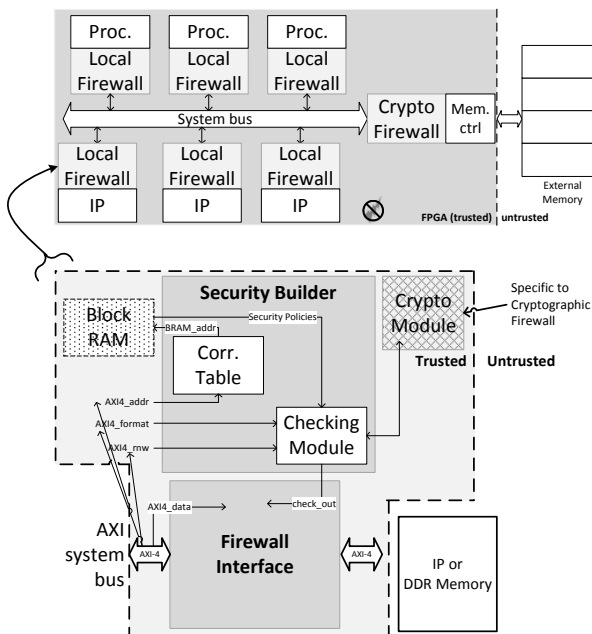 Proc.
Proc.
Proc.
Local
Firewall
Local
Firewall
Local
Firewall
System bus
Crypto
Firewall
Mem.
ctrl
Local
Firewall
Local
Firewall
Local
Firewall
IP
IP
IP
FPGA (trusted)
untrusted
External
Memory
Security Builder
Block
RAM
Security Policies
BRAM_addr
Corr.
Table
Crypto
Module
Specific to
Cryptographic
Firewall
Trusted
Untrusted
AXI4_addr
AXI4_format
AXI4_rnw
Checking
Module
AXI4_data
check_out
AXI
system
bus
AXI-4
Firewall
Interface
AXI-4
IP or
DDR Memory